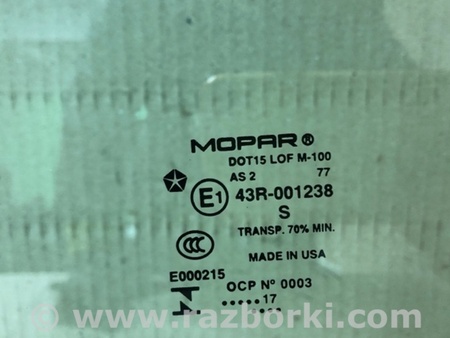 MOPAR®
DOT15 LOF M-100
AS 2 77
E1 43R-001238
S
TRANSP. 70% MIN.
CCC
MADE IN USA
E000215
OCP Nº 0003
..... 17
© www.razborki.com